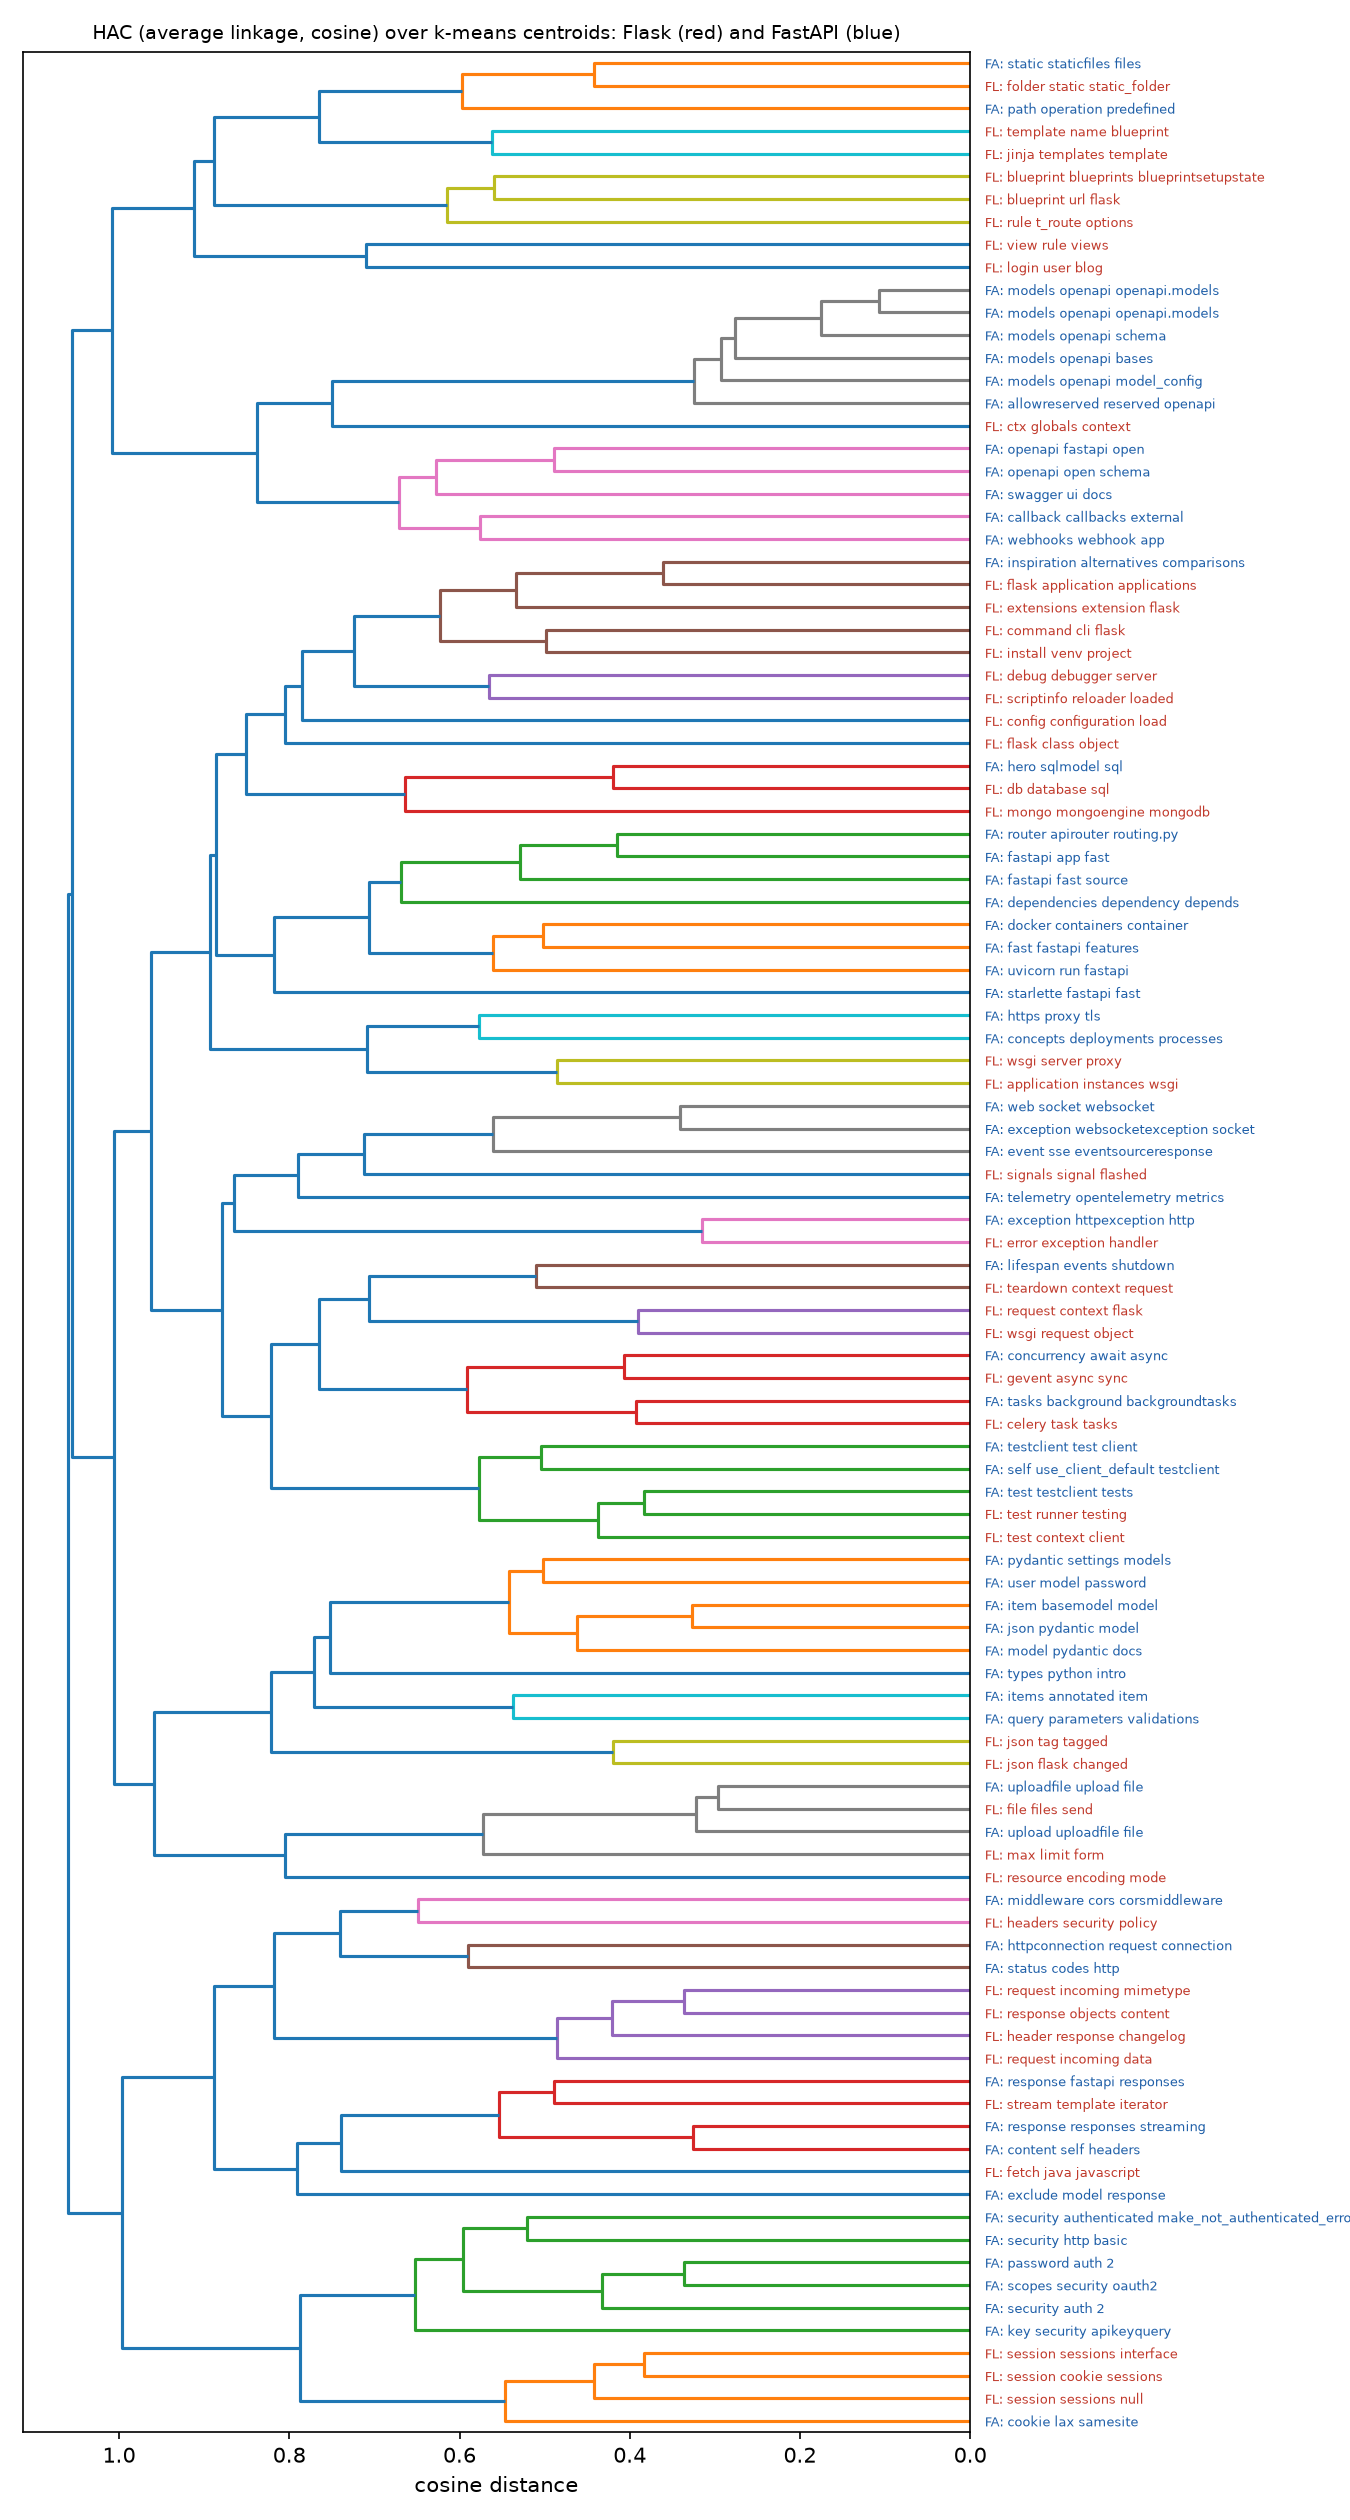 HAC (average linkage, cosine) over k-means centroids: Flask (red) and FastAPI (blue)
FA: static staticfiles files
FL: folder static static_folder
FA: path operation predefined
FL: template name blueprint
FL: jinja templates template
FL: blueprint blueprints blueprintsetupstate
FL: blueprint url flask
FL: rule t_route options
FL: view rule views
FL: login user blog
FA: models openapi openapi.models
FA: models openapi openapi.models
FA: models openapi schema
FA: models openapi bases
FA: models openapi model_config
FA: allowreserved reserved openapi
FL: ctx globals context
FA: openapi fastapi open
FA: openapi open schema
FA: swagger ui docs
FA: callback callbacks external
FA: webhooks webhook app
FA: inspiration alternatives comparisons
FL: flask application applications
FL: extensions extension flask
FL: command cli flask
FL: install venv project
FL: debug debugger server
FL: scriptinfo reloader loaded
FL: config configuration load
FL: flask class object
FA: hero sqlmodel sql
FL: db database sql
FL: mongo mongoengine mongodb
FA: router apirouter routing.py
FA: fastapi app fast
FA: fastapi fast source
FA: dependencies dependency depends
FA: docker containers container
FA: fast fastapi features
FA: uvicorn run fastapi
FA: starlette fastapi fast
FA: https proxy tls
FA: concepts deployments processes
FL: wsgi server proxy
FL: application instances wsgi
FA: web socket websocket
FA: exception websocketexception socket
FA: event sse eventsourceresponse
FL: signals signal flashed
FA: telemetry opentelemetry metrics
FA: exception httpexception http
FL: error exception handler
FA: lifespan events shutdown
FL: teardown context request
FL: request context flask
FL: wsgi request object
FA: concurrency await async
FL: gevent async sync
FA: tasks background backgroundtasks
FL: celery task tasks
FA: testclient test client
FA: self use_client_default testclient
FA: test testclient tests
FL: test runner testing
FL: test context client
FA: pydantic settings models
FA: user model password
FA: item basemodel model
FA: json pydantic model
FA: model pydantic docs
FA: types python intro
FA: items annotated item
FA: query parameters validations
FL: json tag tagged
FL: json flask changed
FA: uploadfile upload file
FL: file files send
FA: upload uploadfile file
FL: max limit form
FL: resource encoding mode
FA: middleware cors corsmiddleware
FL: headers security policy
FA: httpconnection request connection
FA: status codes http
FL: request incoming mimetype
FL: response objects content
FL: header response changelog
FL: request incoming data
FA: response fastapi responses
FL: stream template iterator
FA: response responses streaming
FA: content self headers
FL: fetch java javascript
FA: exclude model response
FA: security authenticated make_not_authenticated_erro
FA: security http basic
FA: password auth 2
FA: scopes security oauth2
FA: security auth 2
FA: key security apikeyquery
FL: session sessions interface
FL: session cookie sessions
FL: session sessions null
FA: cookie lax samesite
1.0 0.8 0.6 0.4 0.2 0.0
cosine distance